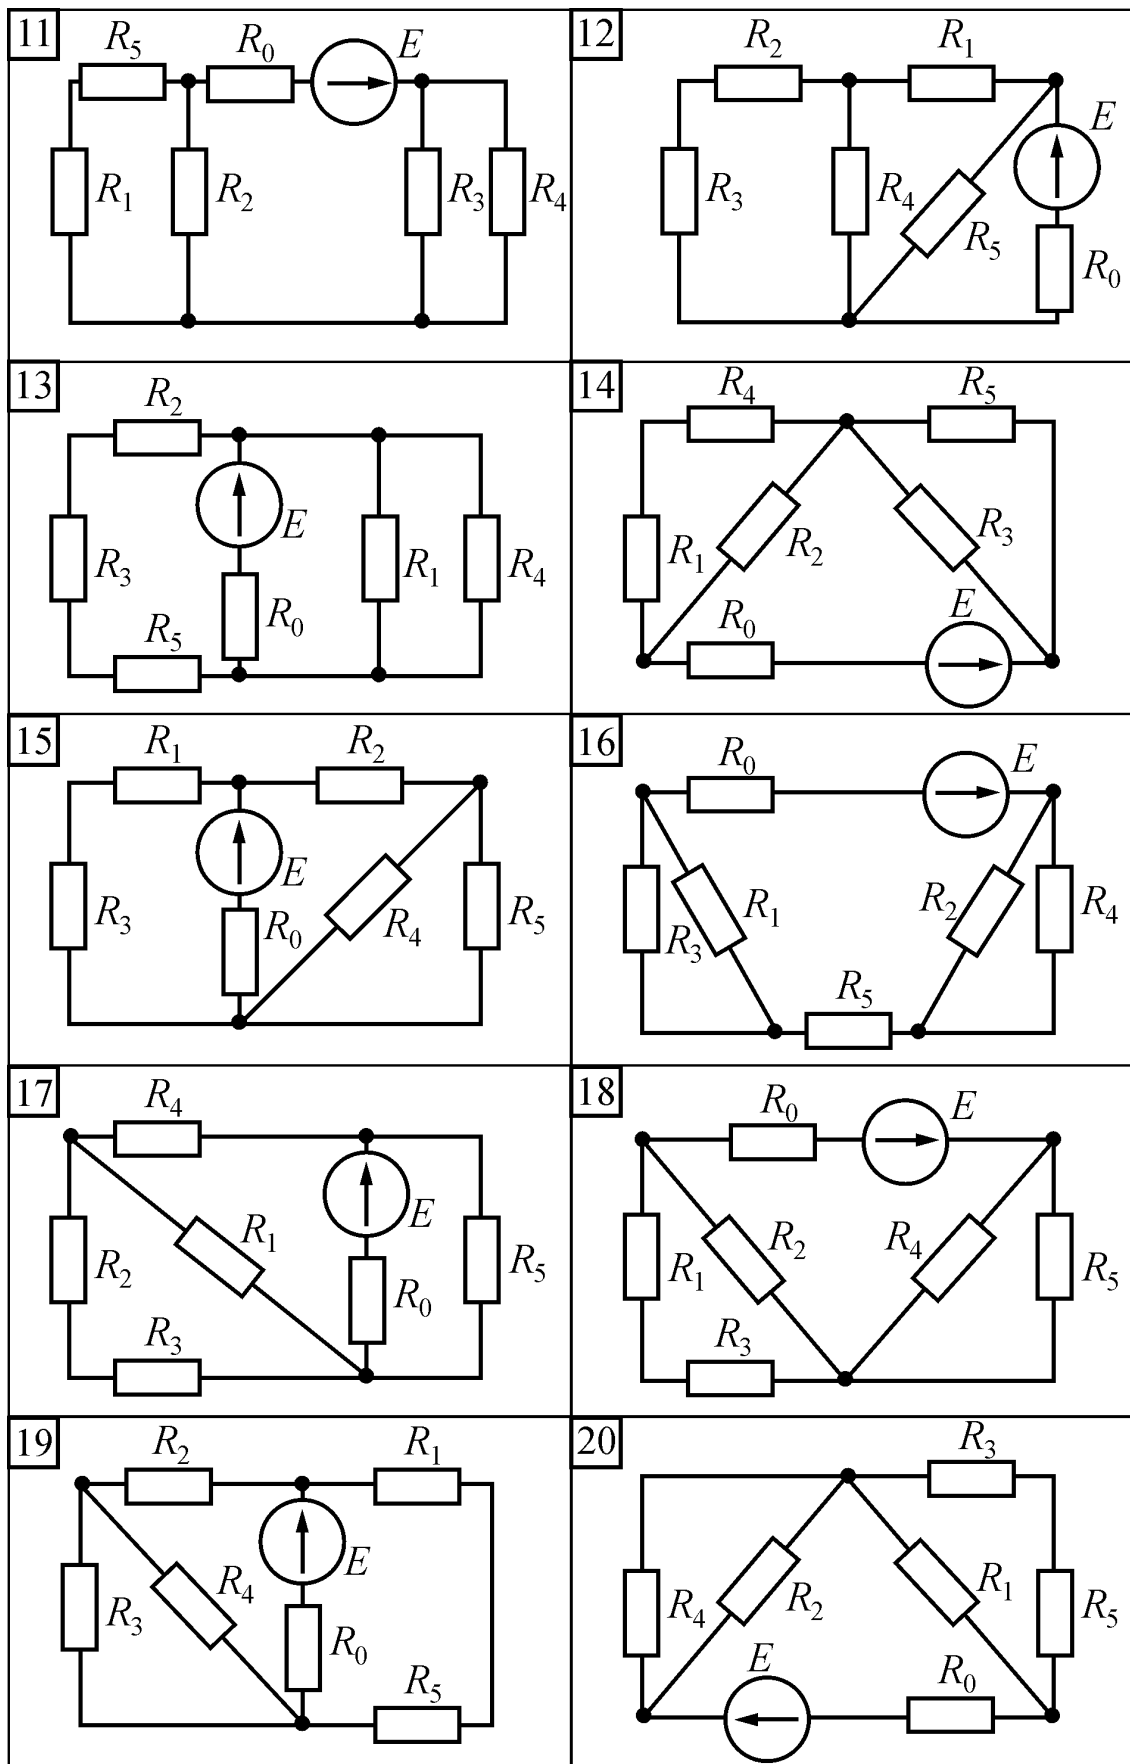 11
R5 R0 E
R1 R2 R3 R4
12
R2 R1
E
R3 R4 R5 R0
13
R2
E
R3 R0 R1 R4
R5
14
R4 R5
R1 R2 R3
R0 E
15
R1 R2
E
R3 R0 R4 R5
16
R0 E
R3 R1 R2 R4
R5
17
R4
E
R2 R1 R0 R5
R3
18
R0 E
R1 R2 R4 R5
R3
19
R2 R1
E
R3 R4 R0
R5
20
R3
R4 R2 R1 R5
E R0